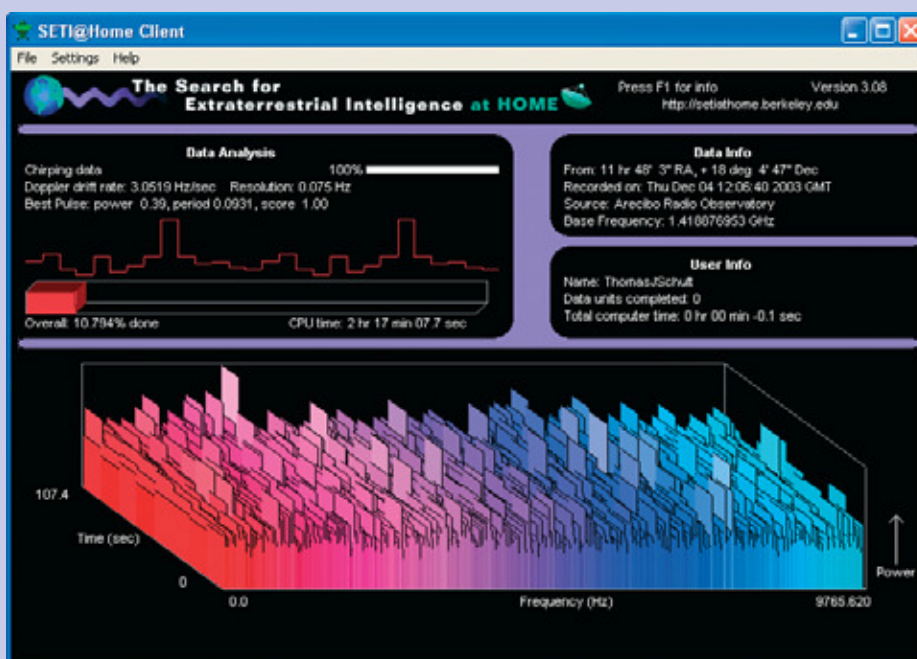 SETI@Home Client
File Settings Help
The Search for
Extraterrestrial Intelligence at HOME
Press F1 for info Version 3.08
http://setiathome.berkeley.edu
Data Analysis
Chirping data 100%
Doppler drift rate: 3.0519 Hz/sec Resolution: 0.075 Hz
Best Pulse: power 0.39, period 0.0931, score 1.00
Overall: 10.794% done CPU time: 2 hr 17 min 07.7 sec
Data Info
From: 11 hr 48' 3" RA, + 18 deg 4' 47" Dec
Recorded on: Thu Dec 04 12:06:40 2003 GMT
Source: Arecibo Radio Observatory
Base Frequency: 1.418876953 GHz
User Info
Name: ThomasJSchult
Data units completed: 0
Total computer time: 0 hr 00 min -0.1 sec
107.4
Time (sec)
0
0.0
Frequency (Hz)
9765.620
Power